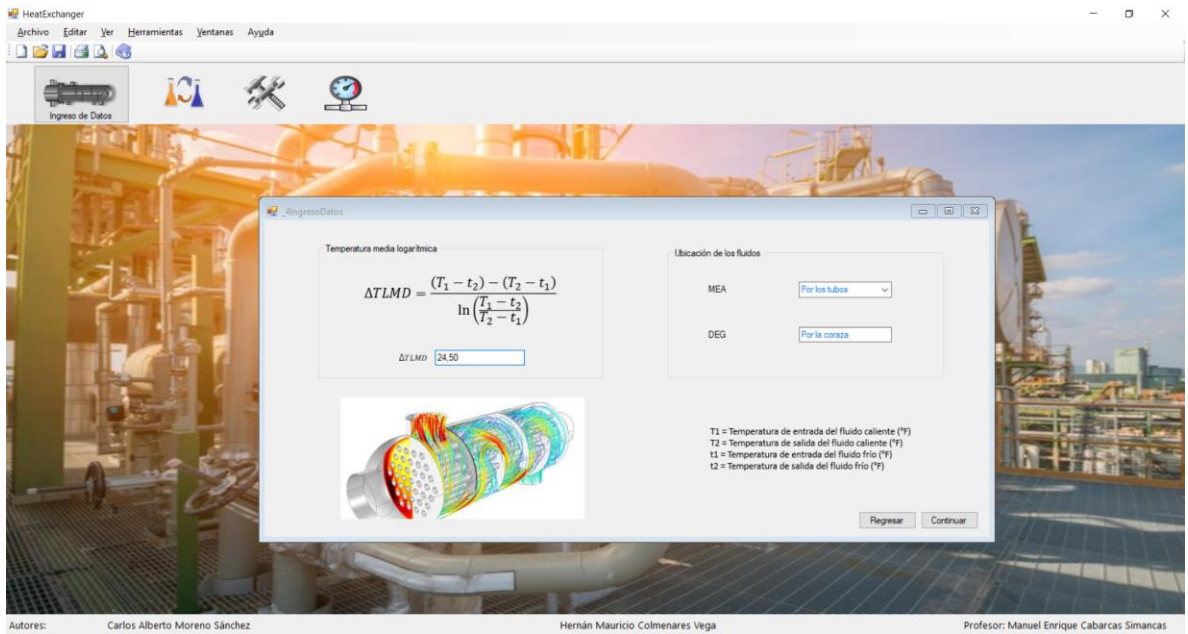 HeatExchanger
Archivo Editar Ver Herramientas Ventanas Ayuda
Ingreso de Datos
_4IngresoDatos
Temperatura media logarítmica
ΔTLMD = (T₁ − t₂) − (T₂ − t₁) / ln((T₁ − t₂)/(T₂ − t₁))
ΔTLMD 24,50
Ubicación de los fluidos
MEA Por los tubox
DEG Por la coraza
T1 = Temperatura de entrada del fluido caliente (°F)
T2 = Temperatura de salida del fluido caliente (°F)
t1 = Temperatura de entrada del fluido frío (°F)
t2 = Temperatura de salida del fluido frío (°F)
Regresar Continuar
Autores: Carlos Alberto Moreno Sánchez Hernán Mauricio Colmenares Vega Profesor: Manuel Enrique Cabarcas Simancas